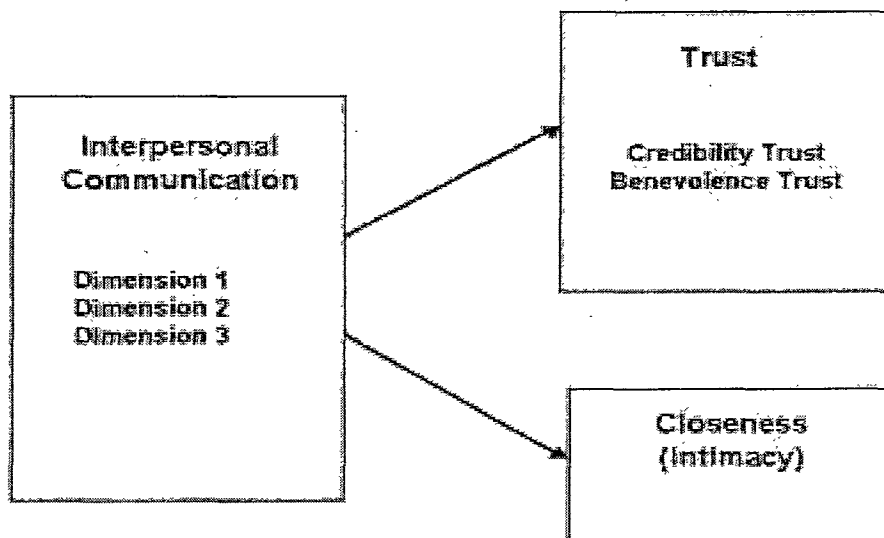 Trust
Credibility Trust
Benevolence Trust
Interpersonal
Communication
Dimension 1
Dimension 2
Dimension 3
Closeness
(Intimacy)